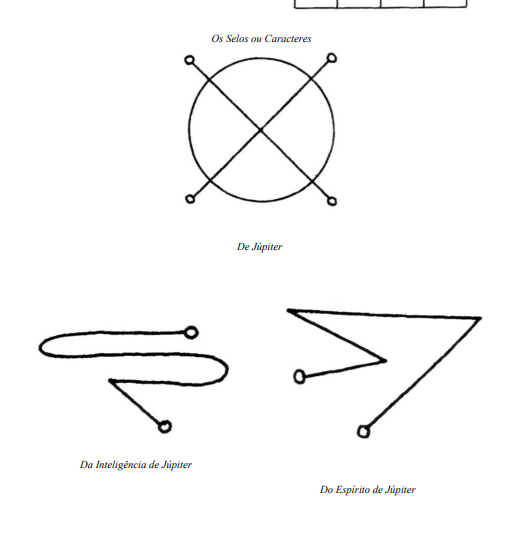 Os Selos ou Caracteres
De Júpiter
Da Inteligência de Júpiter
Do Espírito de Júpiter